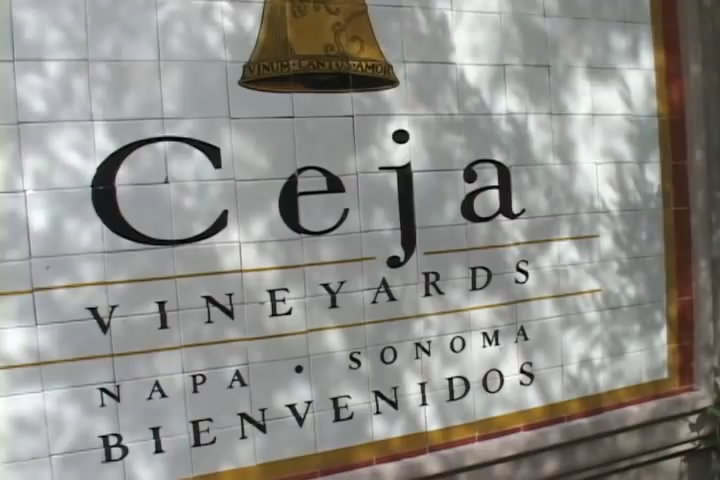 VINUM·CANTUS·AMOR
Ceja
VINEYARDS
NAPA · SONOMA
BIENVENIDOS